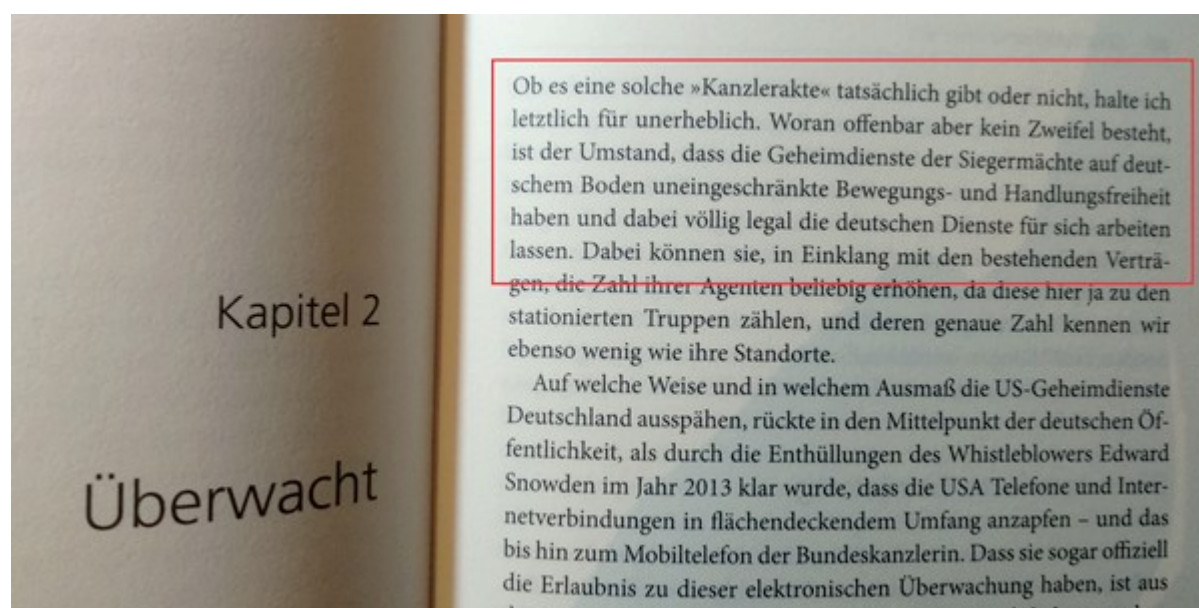 Kapitel 2
Überwacht
Ob es eine solche »Kanzlerakte« tatsächlich gibt oder nicht, halte ich
letztlich für unerheblich. Woran offenbar aber kein Zweifel besteht,
ist der Umstand, dass die Geheimdienste der Siegermächte auf deut-
schem Boden uneingeschränkte Bewegungs- und Handlungsfreiheit
haben und dabei völlig legal die deutschen Dienste für sich arbeiten
lassen. Dabei können sie, in Einklang mit den bestehenden Verträ-
gen, die Zahl ihrer Agenten beliebig erhöhen, da diese hier ja zu den
stationierten Truppen zählen, und deren genaue Zahl kennen wir
ebenso wenig wie ihre Standorte.
Auf welche Weise und in welchem Ausmaß die US-Geheimdienste
Deutschland ausspähen, rückte in den Mittelpunkt der deutschen Öf-
fentlichkeit, als durch die Enthüllungen des Whistleblowers Edward
Snowden im Jahr 2013 klar wurde, dass die USA Telefone und Inter-
netverbindungen in flächendeckendem Umfang anzapfen – und das
bis hin zum Mobiltelefon der Bundeskanzlerin. Dass sie sogar offiziell
die Erlaubnis zu dieser elektronischen Überwachung haben, ist aus